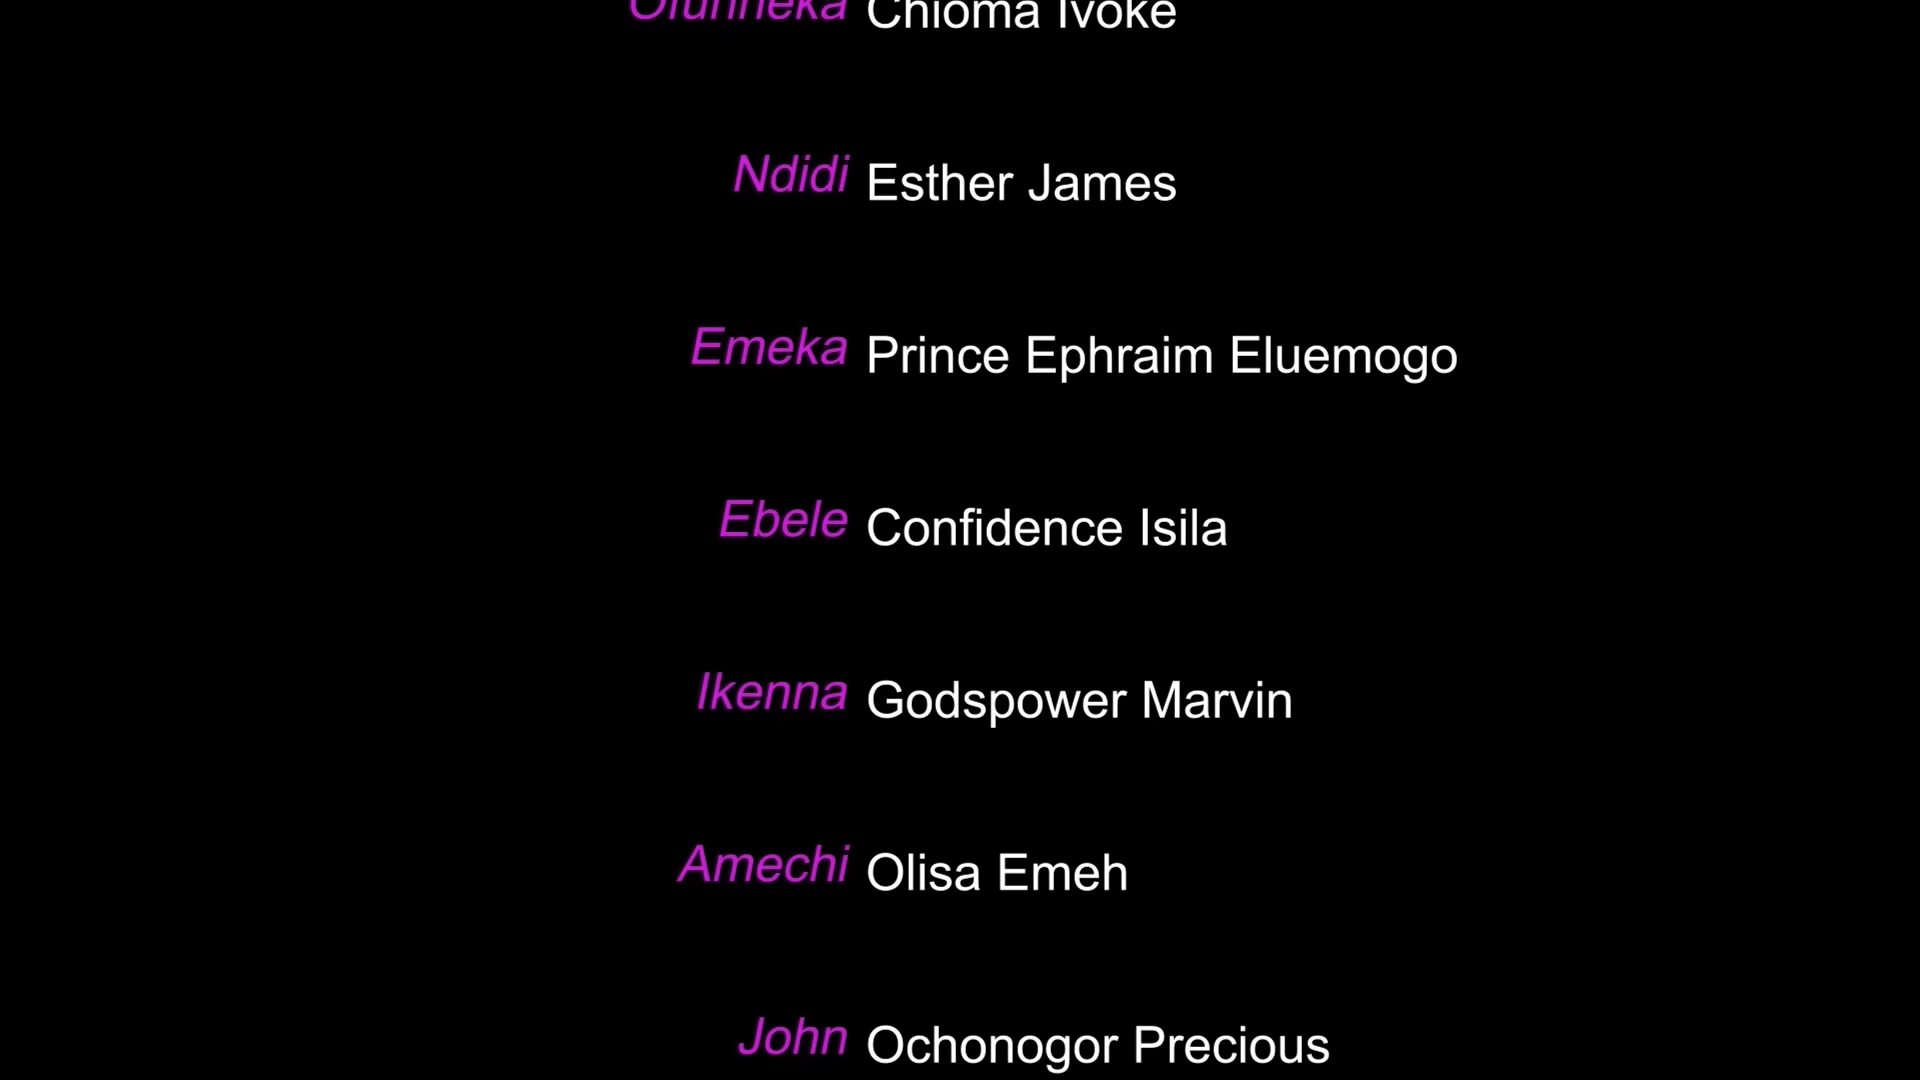 Chioma Ivoke
Ndidi Esther James
Emeka Prince Ephraim Eluemogo
Ebele Confidence Isila
Ikenna Godspower Marvin
Amechi Olisa Emeh
John Ochonogor Precious